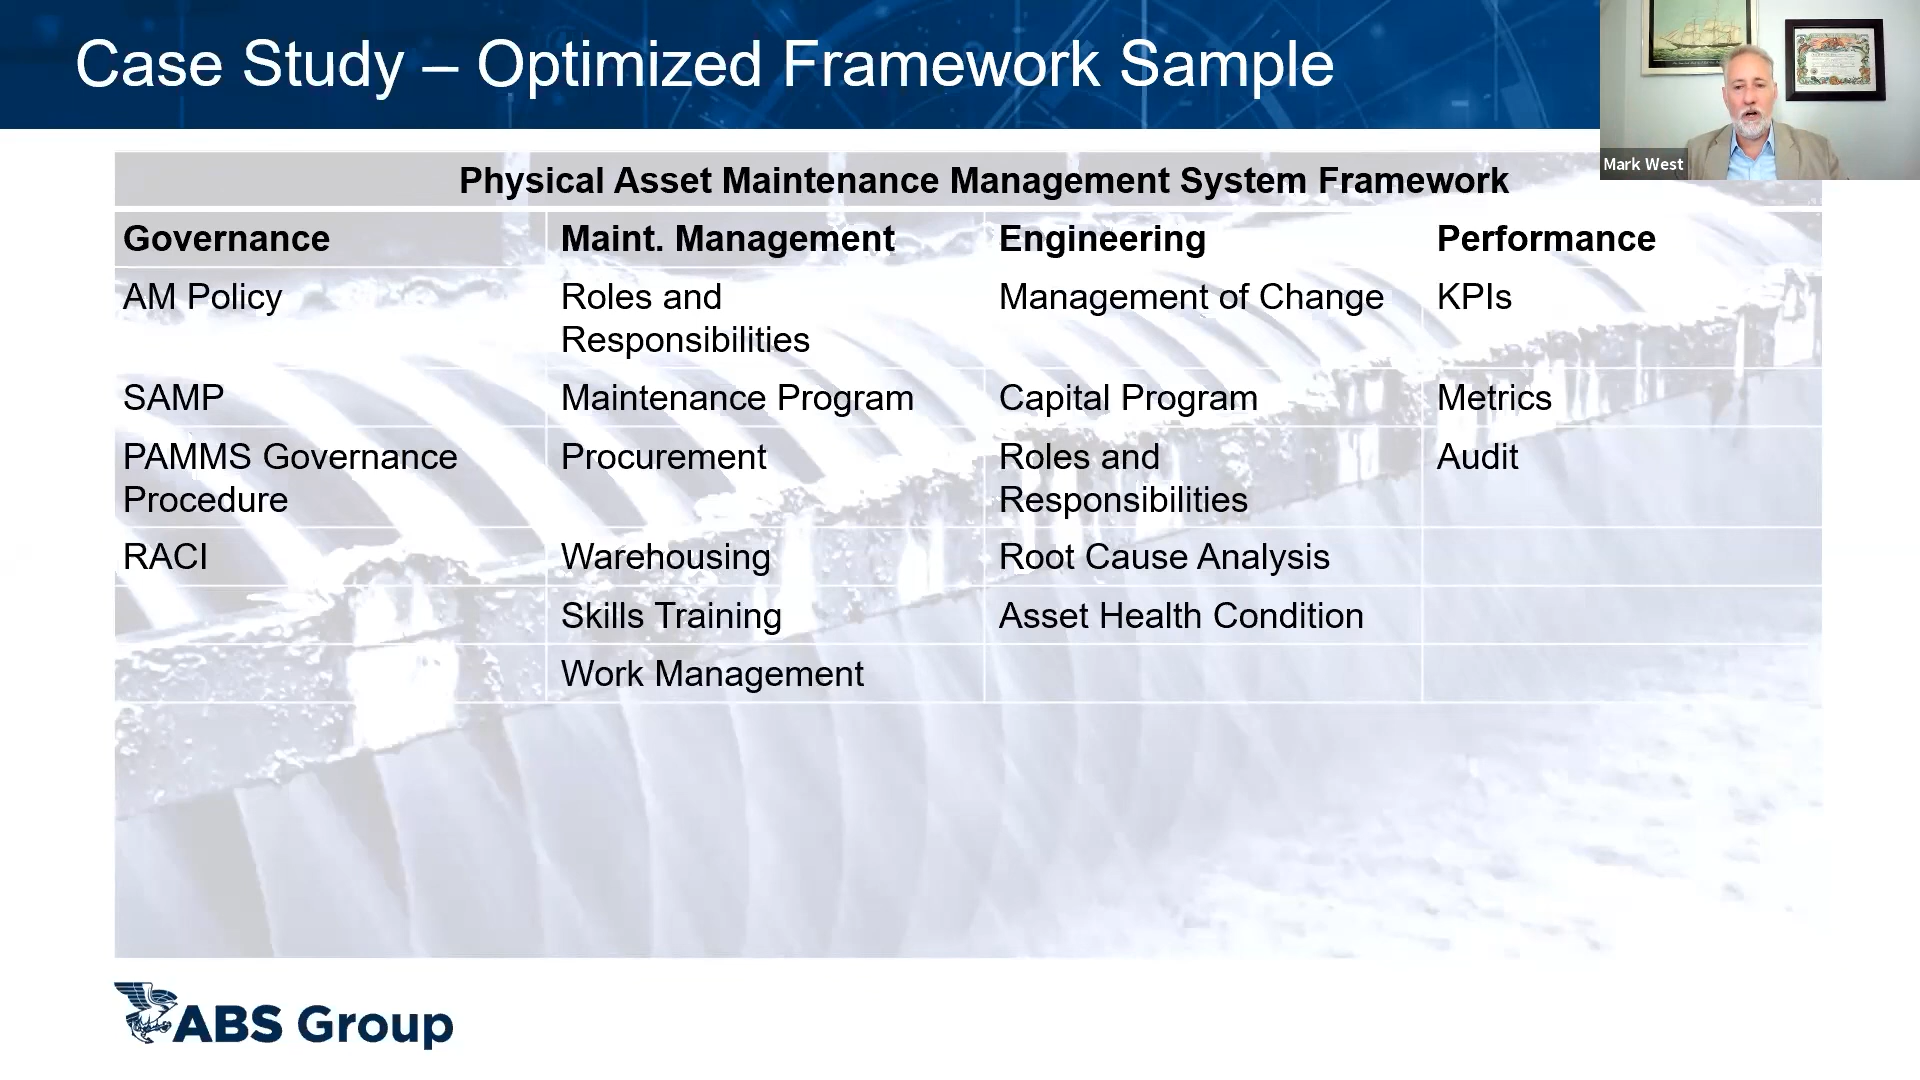 Case Study – Optimized Framework Sample
Mark West
Physical Asset Maintenance Management System Framework
Governance Maint. Management Engineering Performance
AM Policy Roles and Responsibilities Management of Change KPIs
SAMP Maintenance Program Capital Program Metrics
PAMMS Governance Procedure Procurement Roles and Responsibilities Audit
RACI Warehousing Root Cause Analysis
Skills Training Asset Health Condition
Work Management
ABS Group